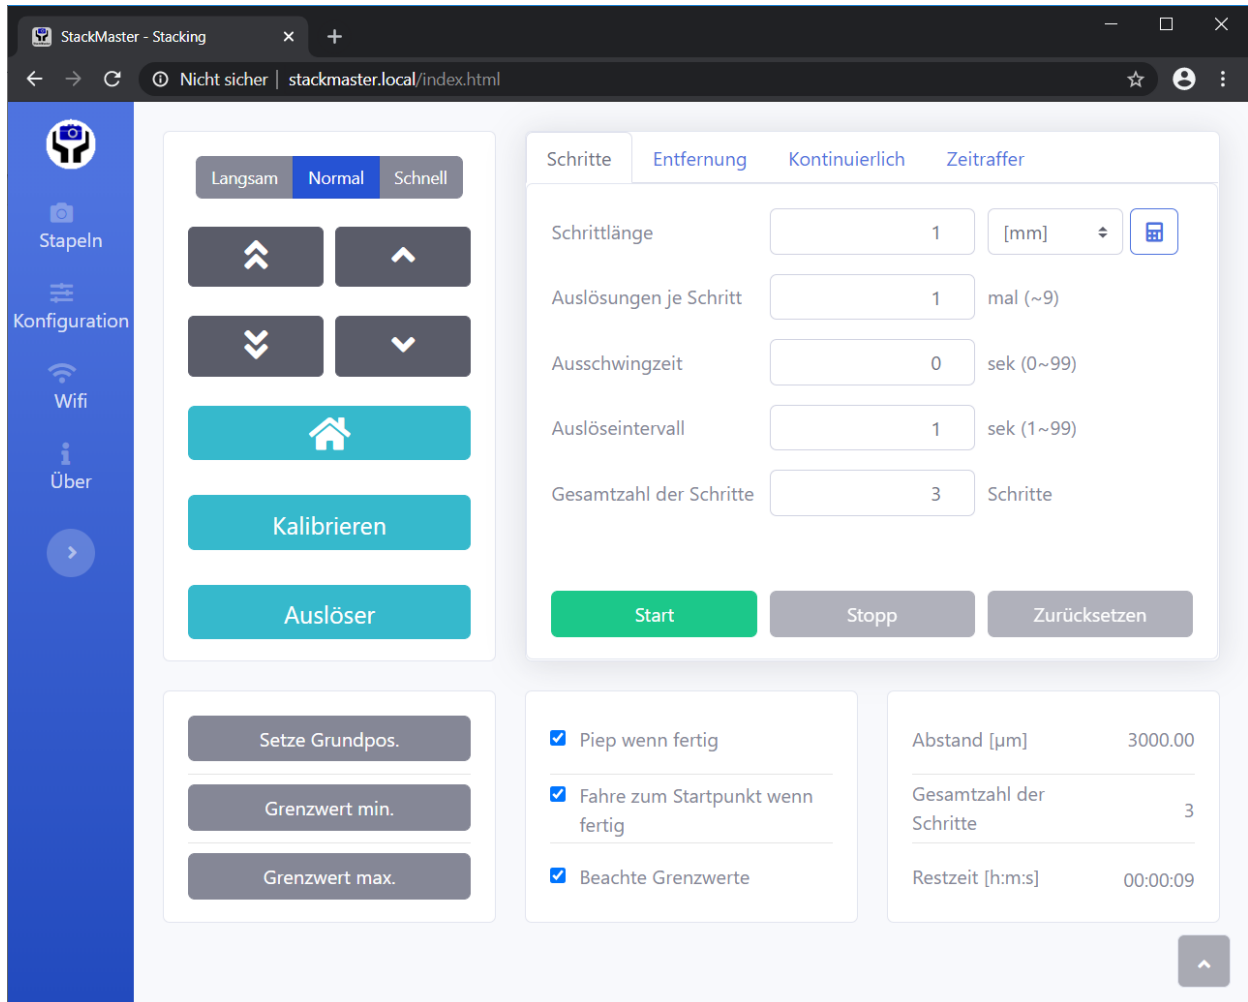 StackMaster - Stacking
Nicht sicher | stackmaster.local/index.html
Stapeln
Konfiguration
Wifi
Über
Langsam Normal Schnell
Kalibrieren
Auslöser
Schritte Entfernung Kontinuierlich Zeitraffer
Schrittlänge 1 [mm]
Auslösungen je Schritt 1 mal (~9)
Ausschwingzeit 0 sek (0~99)
Auslöseintervall 1 sek (1~99)
Gesamtzahl der Schritte 3 Schritte
Start Stopp Zurücksetzen
Setze Grundpos.
Grenzwert min.
Grenzwert max.
Piep wenn fertig
Fahre zum Startpunkt wenn
fertig
Beachte Grenzwerte
Abstand [µm] 3000.00
Gesamtzahl der
Schritte 3
Restzeit [h:m:s] 00:00:09